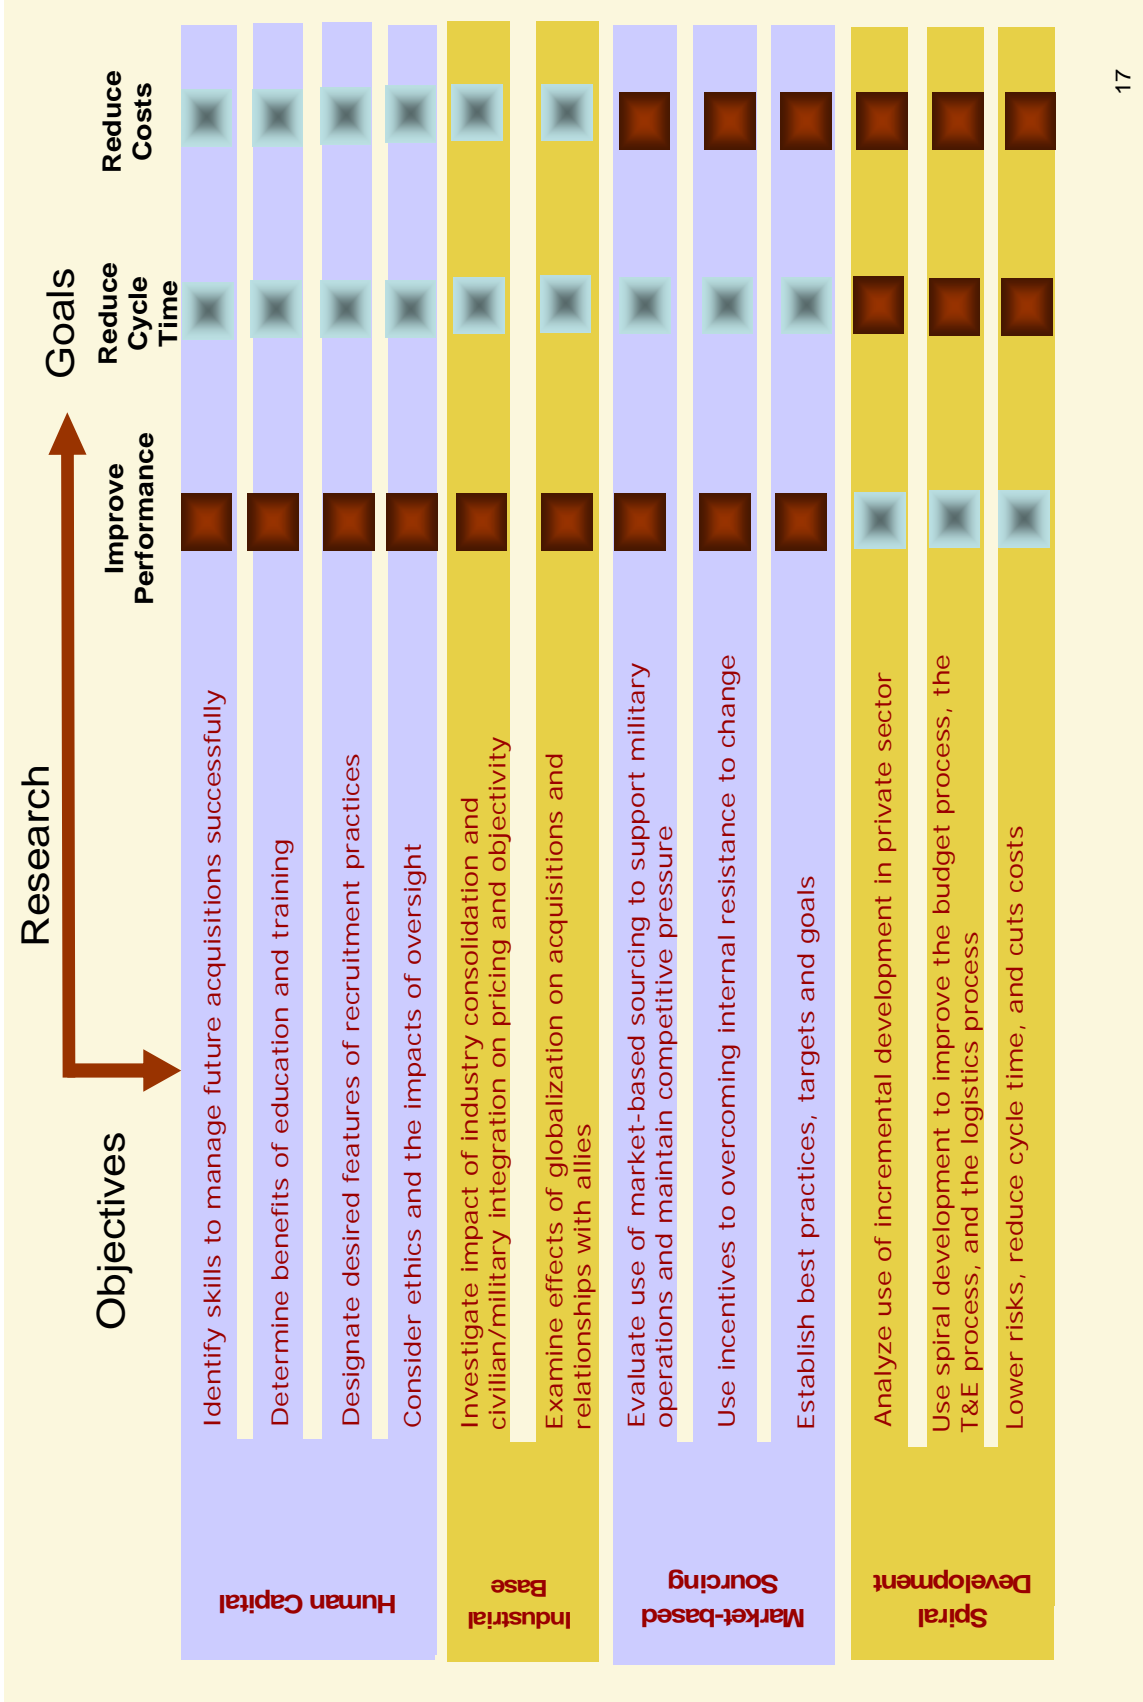 Research
Objectives
Goals
Improve
Performance
Reduce
Cycle
Time
Reduce
Costs
Human Capital
Identify skills to manage future acquisitions successfully
Determine benefits of education and training
Designate desired features of recruitment practices
Consider ethics and the impacts of oversight
Industrial
Base
Investigate impact of industry consolidation and
civilian/military integration on pricing and objectivity
Examine effects of globalization on acquisitions and
relationships with allies
Market-based
Sourcing
Evaluate use of market-based sourcing to support military
operations and maintain competitive pressure
Use incentives to overcoming internal resistance to change
Establish best practices, targets and goals
Spiral
Development
Analyze use of incremental development in private sector
Use spiral development to improve the budget process, the
T&E process, and the logistics process
Lower risks, reduce cycle time, and cuts costs
17